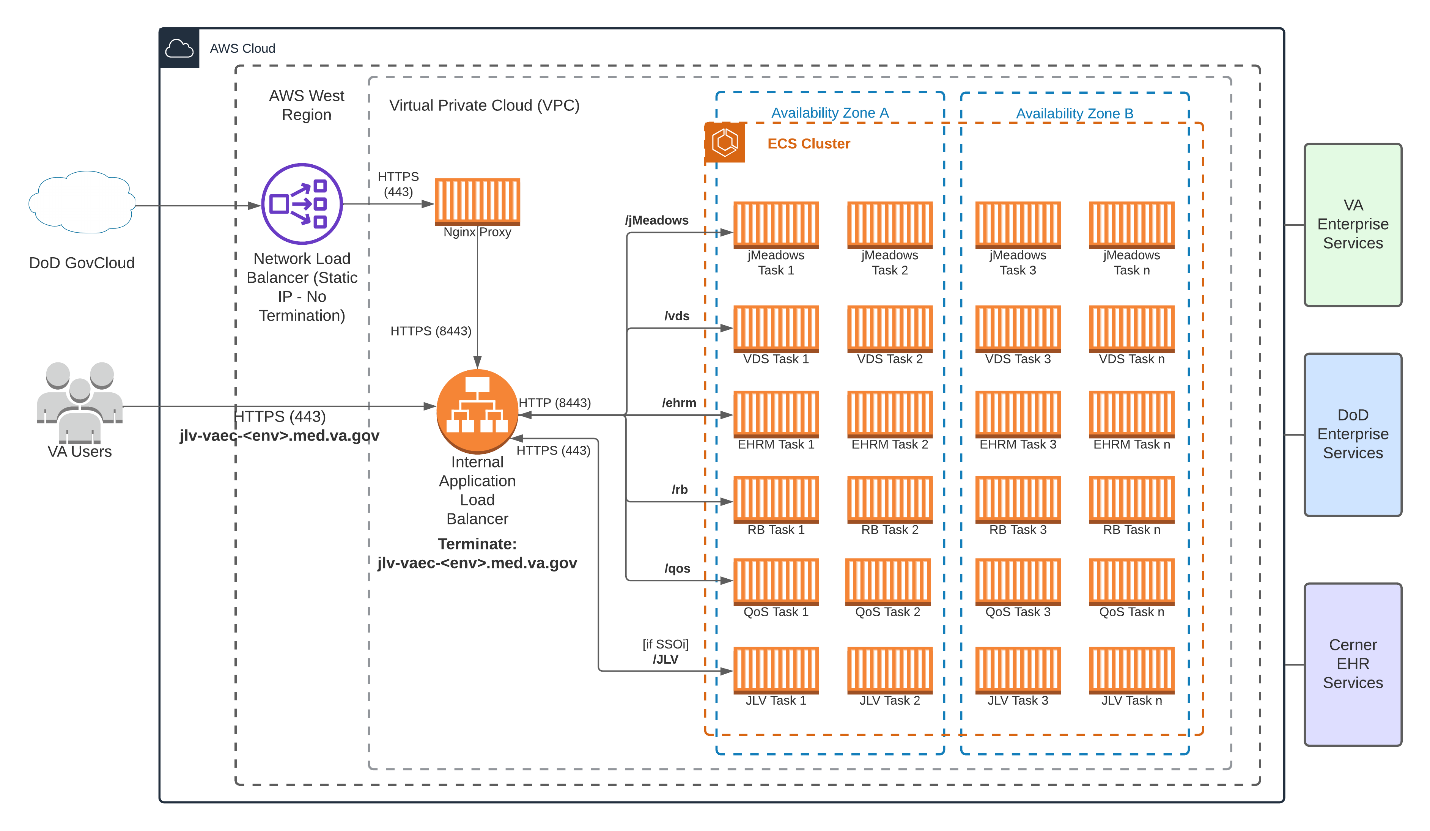 AWS Cloud
AWS West
Region
Virtual Private Cloud (VPC)
Availability Zone A
Availability Zone B
ECS Cluster
DoD GovCloud
Network Load
Balancer (Static
IP - No
Termination)
HTTPS
(443)
Nginx Proxy
HTTPS (8443)
VA Users
HTTPS (443)
jlv-vaec-<env>.med.va.gov
HTTP (8443)
HTTPS (443)
Internal
Application
Load
Balancer
Terminate:
jlv-vaec-<env>.med.va.gov
/jMeadows
jMeadows
Task 1
jMeadows
Task 2
jMeadows
Task 3
jMeadows
Task n
/vds
VDS Task 1
VDS Task 2
VDS Task 3
VDS Task n
/ehrm
EHRM Task 1
EHRM Task 2
EHRM Task 3
EHRM Task n
/rb
RB Task 1
RB Task 2
RB Task 3
RB Task n
/qos
QoS Task 1
QoS Task 2
QoS Task 3
QoS Task n
[if SSOi]
/JLV
JLV Task 1
JLV Task 2
JLV Task 3
JLV Task n
VA
Enterprise
Services
DoD
Enterprise
Services
Cerner
EHR
Services